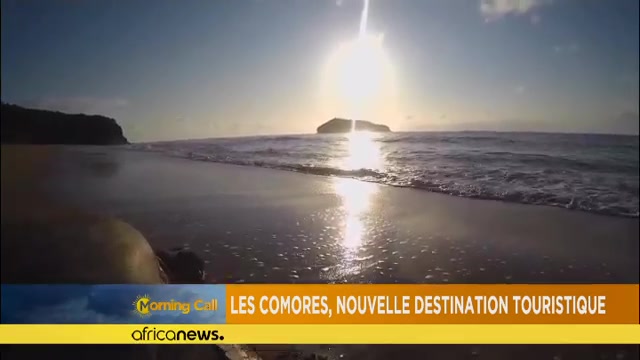 Morning Call
LES COMORES, NOUVELLE DESTINATION TOURISTIQUE
africanews.